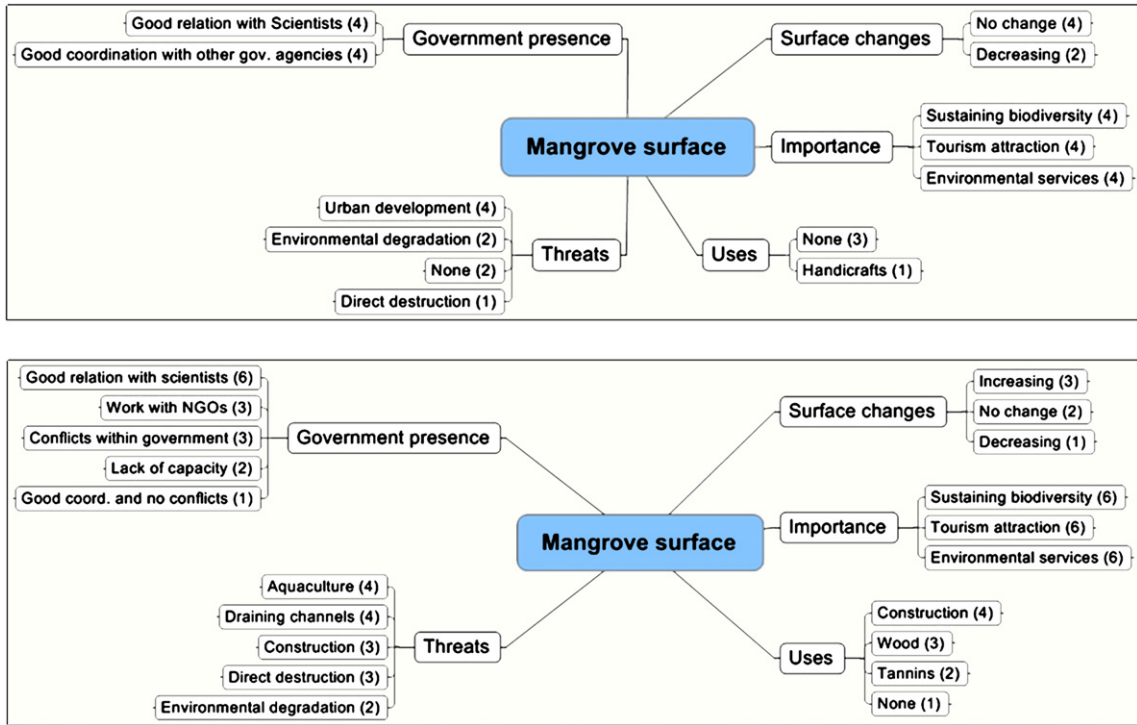 Good relation with Scientists (4)
Good coordination with other gov. agencies (4)
Government presence
Surface changes
No change (4)
Decreasing (2)
Mangrove surface
Importance
Sustaining biodiversity (4)
Tourism attraction (4)
Environmental services (4)
Urban development (4)
Environmental degradation (2)
None (2)
Direct destruction (1)
Threats
Uses
None (3)
Handicrafts (1)
Good relation with scientists (6)
Work with NGOs (3)
Conflicts within government (3)
Lack of capacity (2)
Good coord. and no conflicts (1)
Government presence
Surface changes
Increasing (3)
No change (2)
Decreasing (1)
Mangrove surface
Importance
Sustaining biodiversity (6)
Tourism attraction (6)
Environmental services (6)
Aquaculture (4)
Draining channels (4)
Construction (3)
Direct destruction (3)
Environmental degradation (2)
Threats
Uses
Construction (4)
Wood (3)
Tannins (2)
None (1)